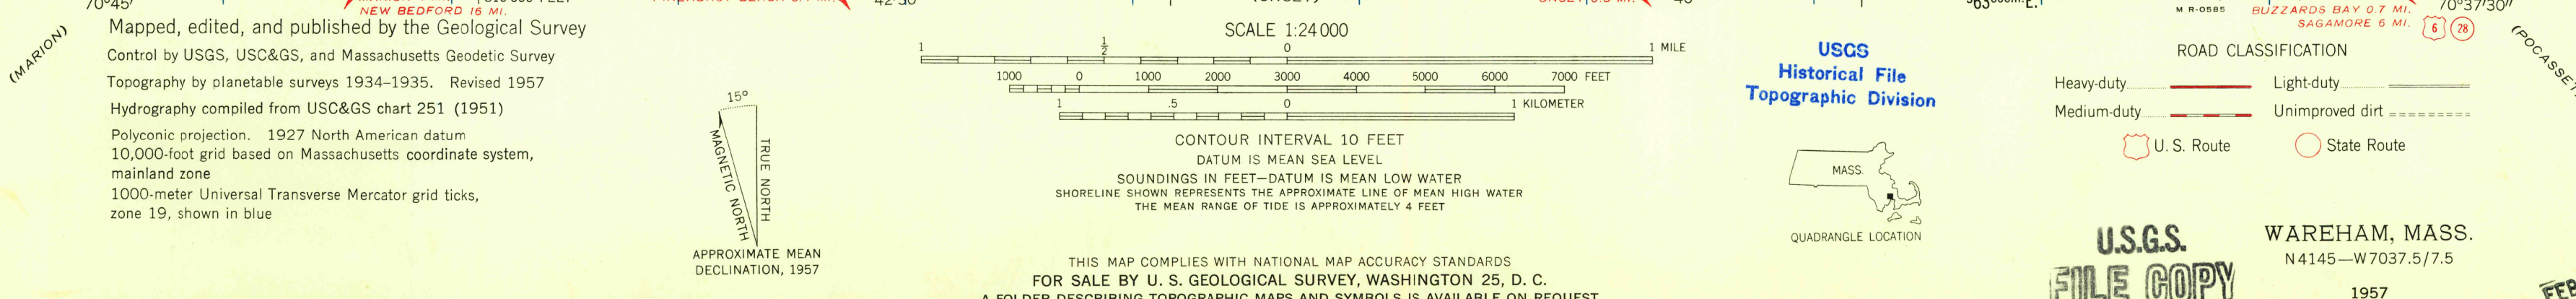 70°45′
NEW BEDFORD 16 MI.
(MARION)
Mapped, edited, and published by the Geological Survey
Control by USGS, USC&GS, and Massachusetts Geodetic Survey
Topography by planetable surveys 1934–1935. Revised 1957
Hydrography compiled from USC&GS chart 251 (1951)
Polyconic projection. 1927 North American datum
10,000-foot grid based on Massachusetts coordinate system,
mainland zone
1000-meter Universal Transverse Mercator grid ticks,
zone 19, shown in blue
15°
MAGNETIC NORTH
TRUE NORTH
APPROXIMATE MEAN
DECLINATION, 1957
SCALE 1:24 000
1 ½ 0 1 MILE
1000 0 1000 2000 3000 4000 5000 6000 7000 FEET
1 .5 0 1 KILOMETER
CONTOUR INTERVAL 10 FEET
DATUM IS MEAN SEA LEVEL
SOUNDINGS IN FEET—DATUM IS MEAN LOW WATER
SHORELINE SHOWN REPRESENTS THE APPROXIMATE LINE OF MEAN HIGH WATER
THE MEAN RANGE OF TIDE IS APPROXIMATELY 4 FEET
THIS MAP COMPLIES WITH NATIONAL MAP ACCURACY STANDARDS
FOR SALE BY U. S. GEOLOGICAL SURVEY, WASHINGTON 25, D. C.
A FOLDER DESCRIBING TOPOGRAPHIC MAPS AND SYMBOLS IS AVAILABLE ON REQUEST
USGS
Historical File
Topographic Division
MASS.
QUADRANGLE LOCATION
M R-0585
BUZZARDS BAY 0.7 MI.
SAGAMORE 6 MI.
6 28
70°37′30″
(POCASSET)
ROAD CLASSIFICATION
Heavy-duty Light-duty
Medium-duty Unimproved dirt
U. S. Route State Route
U.S.G.S.
FILE COPY
WAREHAM, MASS.
N4145—W7037.5/7.5
1957